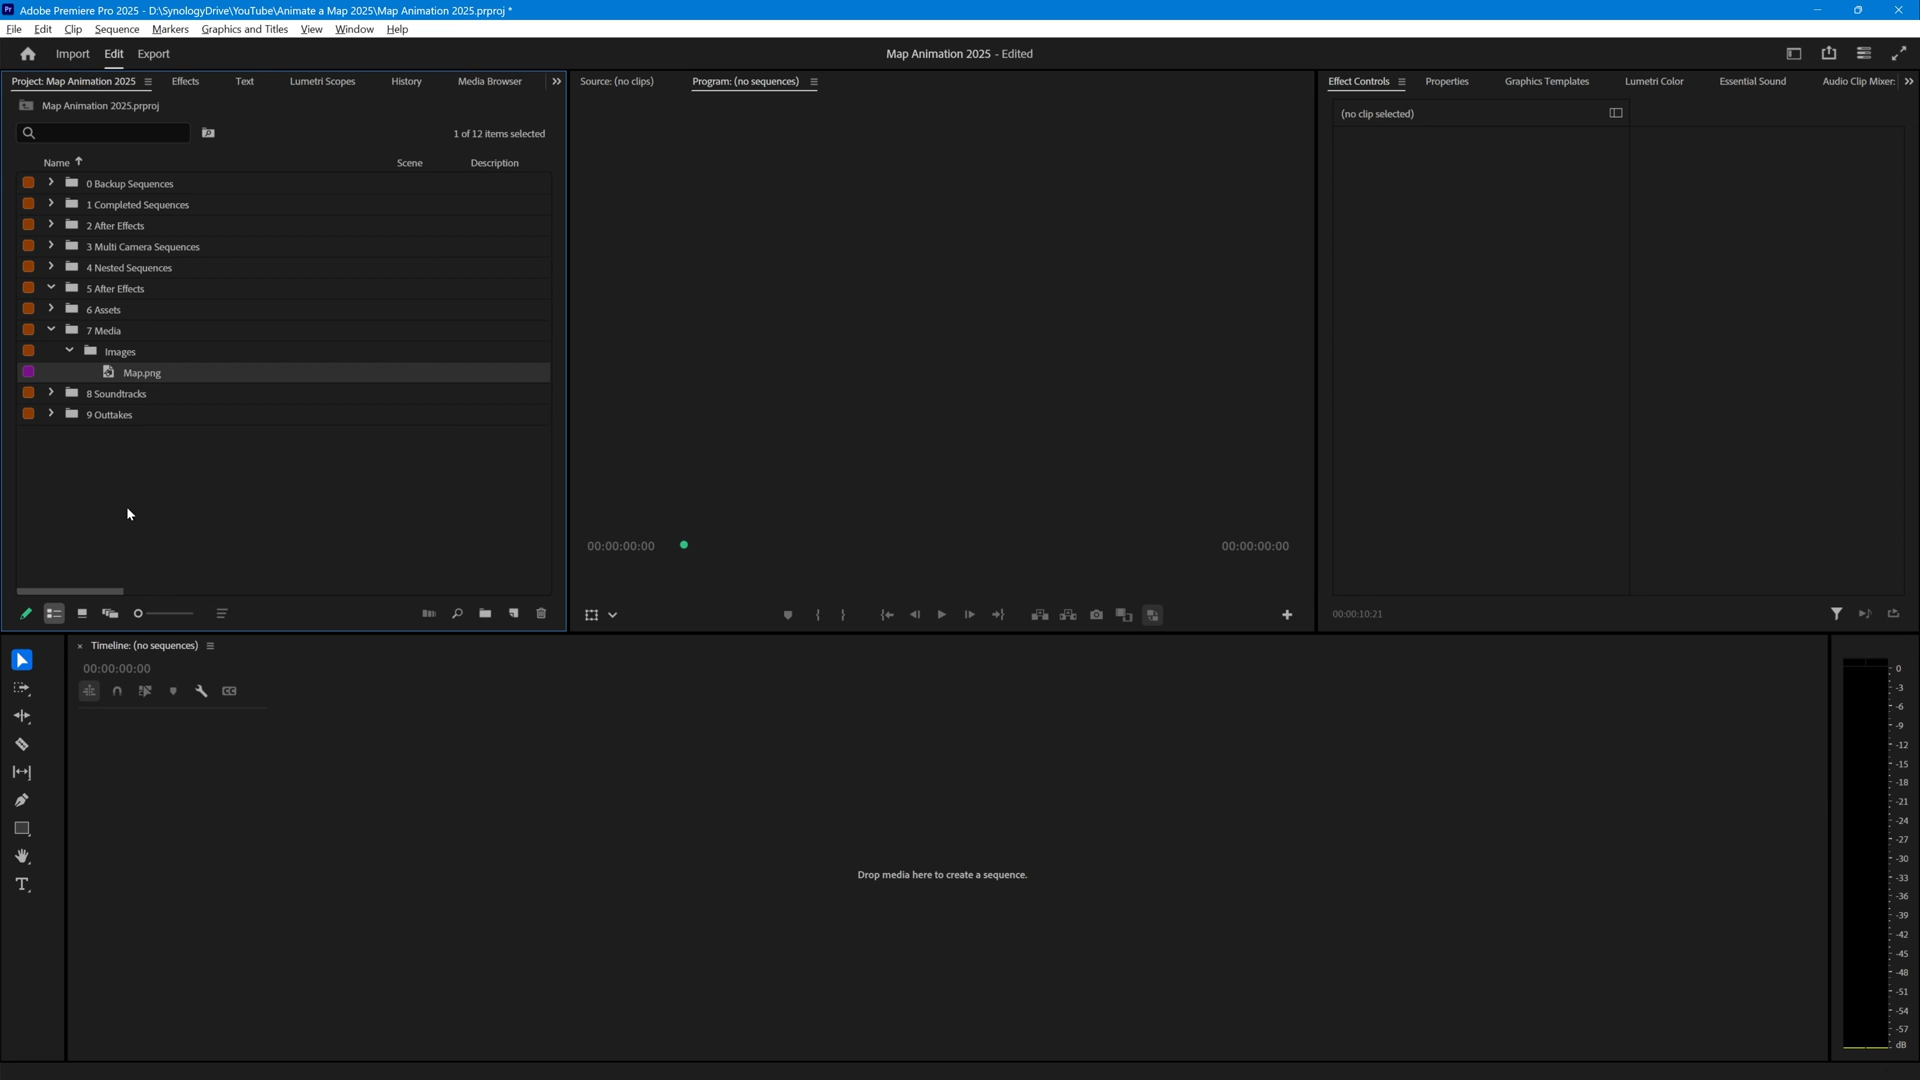 Pr Adobe Premiere Pro 2025 - D:\SynologyDrive\YouTube\Animate a Map 2025\Map Animation 2025.prproj *
File Edit Clip Sequence Markers Graphics and Titles View Window Help
Import Edit Export
Map Animation 2025 - Edited
Project: Map Animation 2025 Effects Text Lumetri Scopes History Media Browser
Map Animation 2025.prproj
1 of 12 items selected
Name Scene Description
0 Backup Sequences
1 Completed Sequences
2 After Effects
3 Multi Camera Sequences
4 Nested Sequences
5 After Effects
6 Assets
7 Media
Images
Map.png
8 Soundtracks
9 Outtakes
Source: (no clips) Program: (no sequences)
00:00:00:00 00:00:00:00
Effect Controls Properties Graphics Templates Lumetri Color Essential Sound Audio Clip Mixer:
(no clip selected)
00:00:10:21
Timeline: (no sequences)
00:00:00:00
CC
T
Drop media here to create a sequence.
0
-3
-6
-9
-12
-15
-18
-21
-24
-27
-30
-33
-36
-39
-42
-45
-48
-51
-54
-57
dB